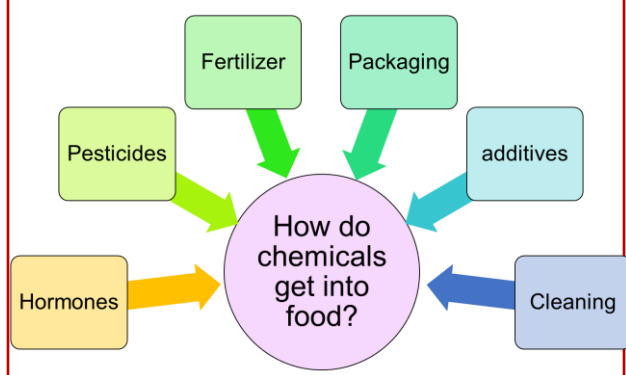 Fertilizer
Packaging
Pesticides
additives
Hormones
Cleaning
How do
chemicals
get into
food?